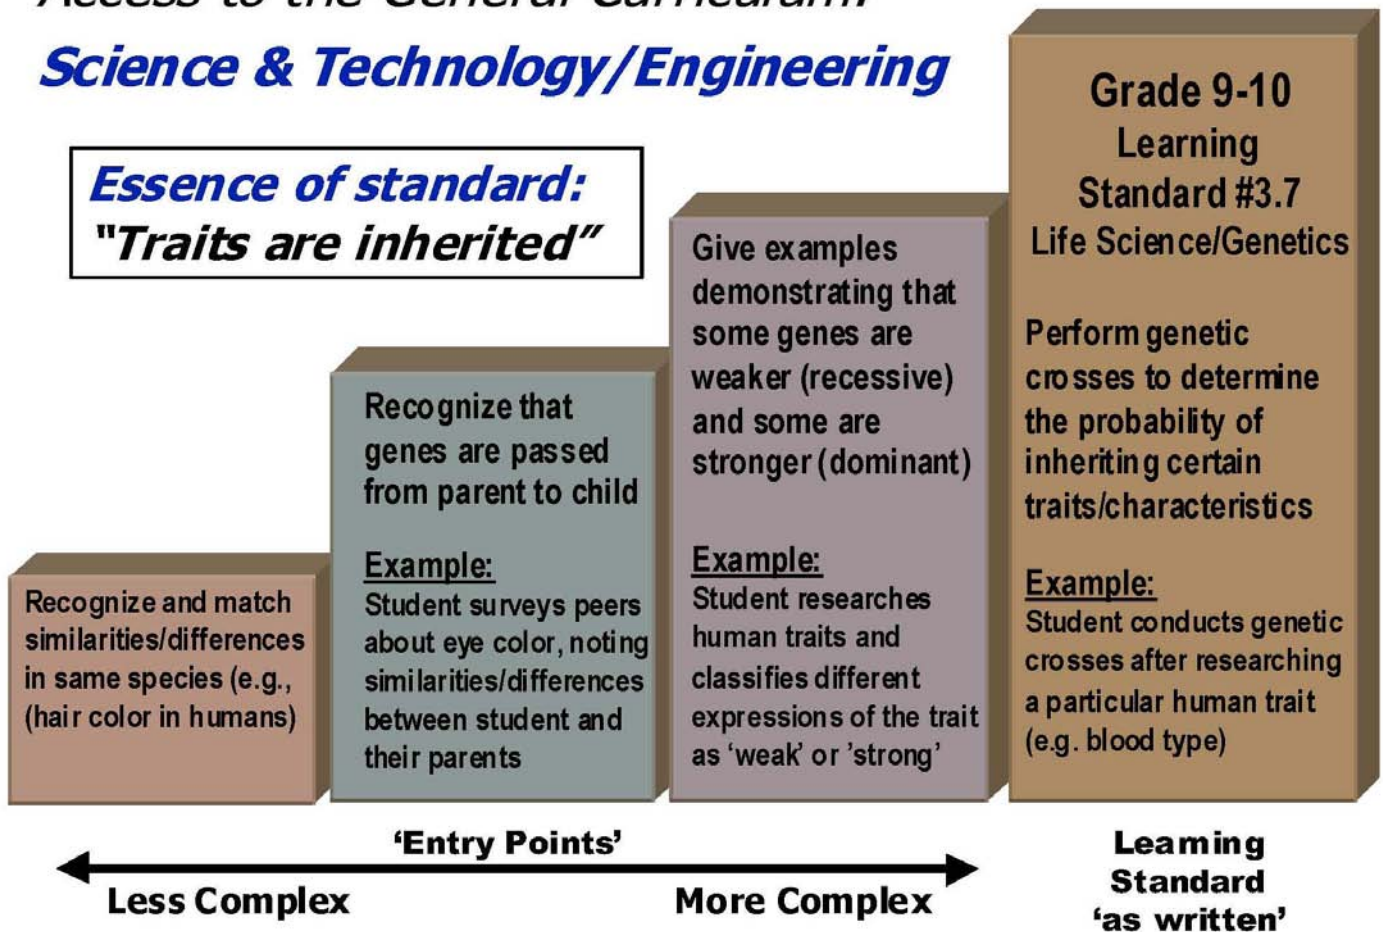 Access to the General Curriculum:
Science & Technology/Engineering
Essence of standard:
“Traits are inherited”
Recognize and match
similarities/differences
in same species (e.g.,
(hair color in humans)
Recognize that
genes are passed
from parent to child
Example:
Student surveys peers
about eye color, noting
similarities/differences
between student and
their parents
Give examples
demonstrating that
some genes are
weaker (recessive)
and some are
stronger (dominant)
Example:
Student researches
human traits and
classifies different
expressions of the trait
as ‘weak’ or ’strong’
Grade 9-10
Learning
Standard #3.7
Life Science/Genetics
Perform genetic
crosses to determine
the probability of
inheriting certain
traits/characteristics
Example:
Student conducts genetic
crosses after researching
a particular human trait
(e.g. blood type)
‘Entry Points’
Less Complex
More Complex
Learning
Standard
‘as written’